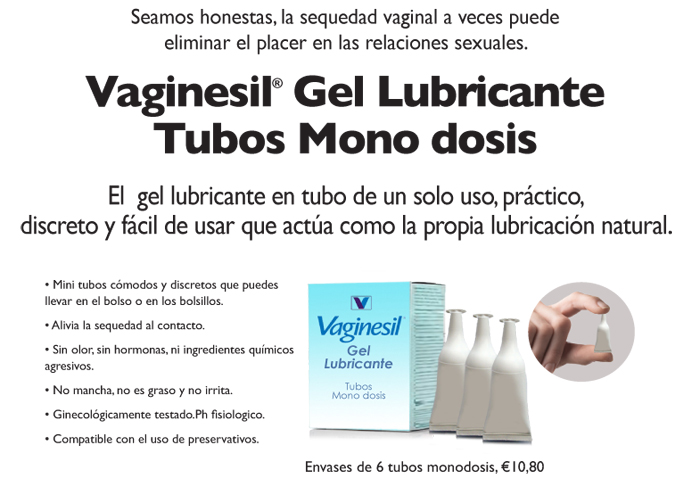 Seamos honestas, la sequedad vaginal a veces puede
eliminar el placer en las relaciones sexuales.
Vaginesil® Gel Lubricante
Tubos Mono dosis
El gel lubricante en tubo de un solo uso, práctico,
discreto y fácil de usar que actúa como la propia lubricación natural.
• Mini tubos cómodos y discretos que puedes
llevar en el bolso o en los bolsillos.
• Alivia la sequedad al contacto.
• Sin olor, sin hormonas, ni ingredientes químicos
agresivos.
• No mancha, no es graso y no irrita.
• Ginecológicamente testado.Ph fisiologico.
• Compatible con el uso de preservativos.
V
Vaginesil
Gel
Lubricante
Tubos
Mono dosis
Envases de 6 tubos monodosis, €10,80